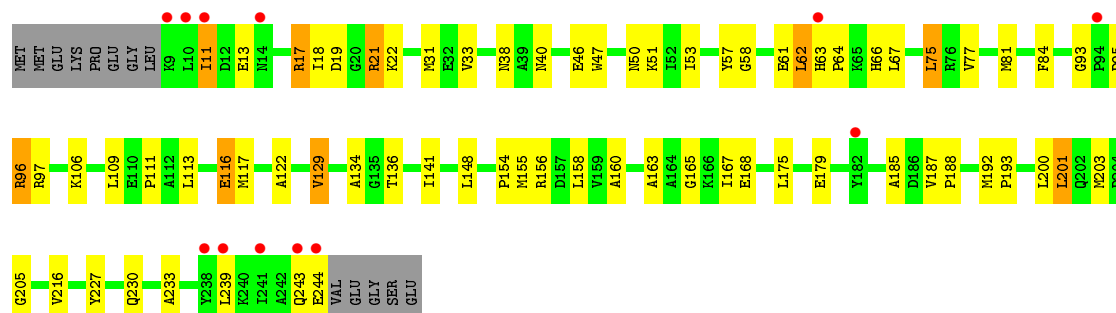 MET MET GLU LYS PRO GLU GLY LEU K9 L10 I11 D12 E13 N14 R17 I18 D19 G20 R21 K22 M31 E32 V33 N38 A39 N40 E46 W47 N50 K51 I52 I53 Y57 G58 E61 L62 H63 P64 K65 H66 L67 L75 R76 V77 M81 F84 G93 P94
R96 R97 K106 L109 E110 P111 A112 L113 E116 M117 A122 V129 A134 G135 T136 I141 L148 P154 M155 R156 D157 L158 V159 A160 A163 A164 G165 K166 I167 E168 L175 E179 Y182 A185 D186 V187 P188 M192 P193 L200 L201 Q202 M203
G205 V216 Y227 Q230 A233 Y238 L239 K240 I241 A242 Q243 E244 VAL GLU GLY SER GLU